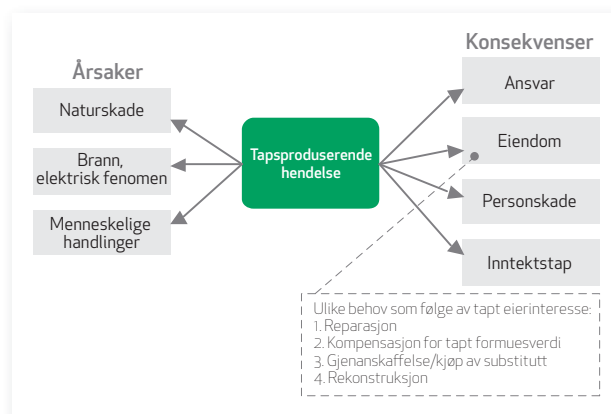 Årsaker
Naturskade
Brann,
elektrisk fenomen
Menneskelige
handlinger
Tapsproduserende
hendelse
Konsekvenser
Ansvar
Eiendom
Personskade
Inntektstap
Ulike behov som følge av tapt eierinteresse:
1. Reparasjon
2. Kompensasjon for tapt formuesverdi
3. Gjenanskaffelse/kjøp av substitutt
4. Rekonstruksjon